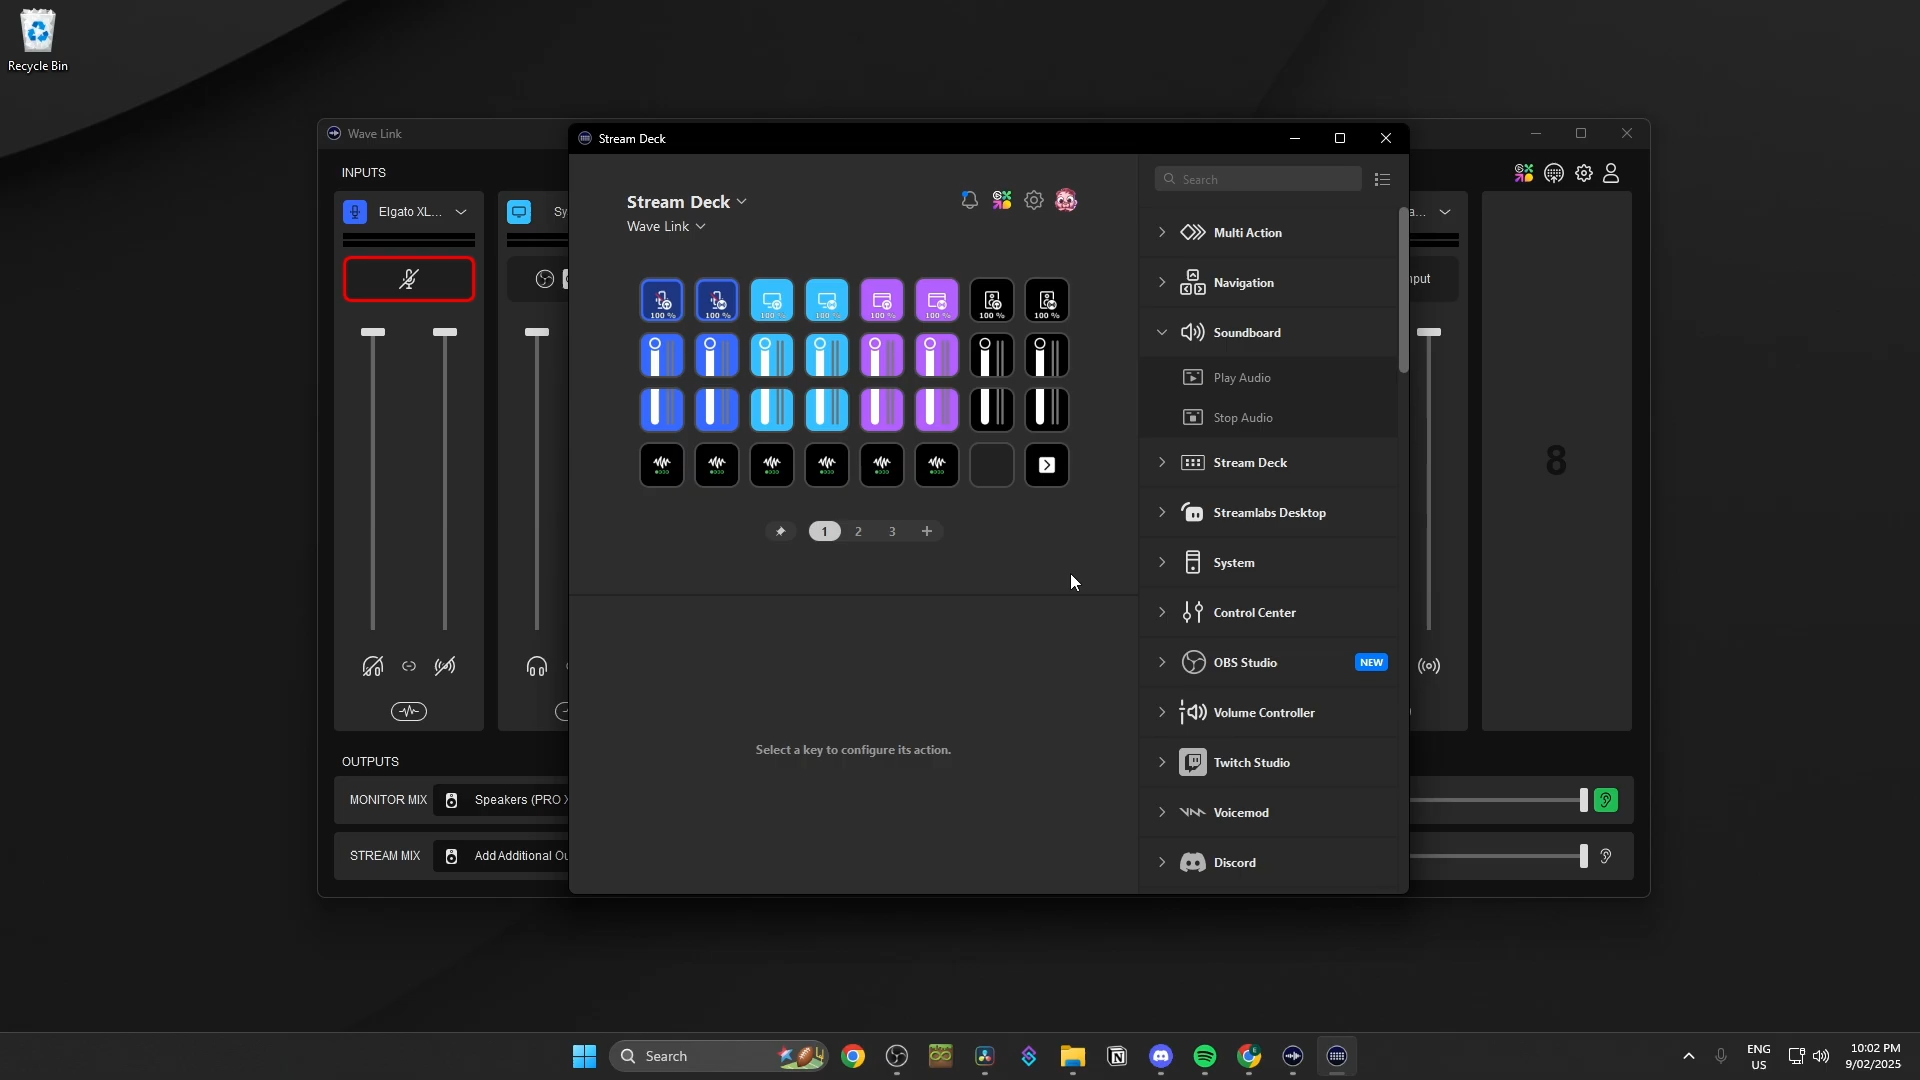 Recycle Bin
Wave Link
INPUTS
Elgato XL...
Sy
a...
nput
8
OUTPUTS
MONITOR MIX
Speakers (PRO X
STREAM MIX
Add Additional Ou
Stream Deck
Stream Deck
Wave Link
100 %
100 %
100 %
100 %
100 %
100 %
100 %
100 %
1
2
3
+
Select a key to configure its action.
Search
Multi Action
Navigation
Soundboard
Play Audio
Stop Audio
Stream Deck
Streamlabs Desktop
System
Control Center
OBS Studio
NEW
Volume Controller
Twitch Studio
Voicemod
Discord
Search
ENG
US
10:02 PM
9/02/2025